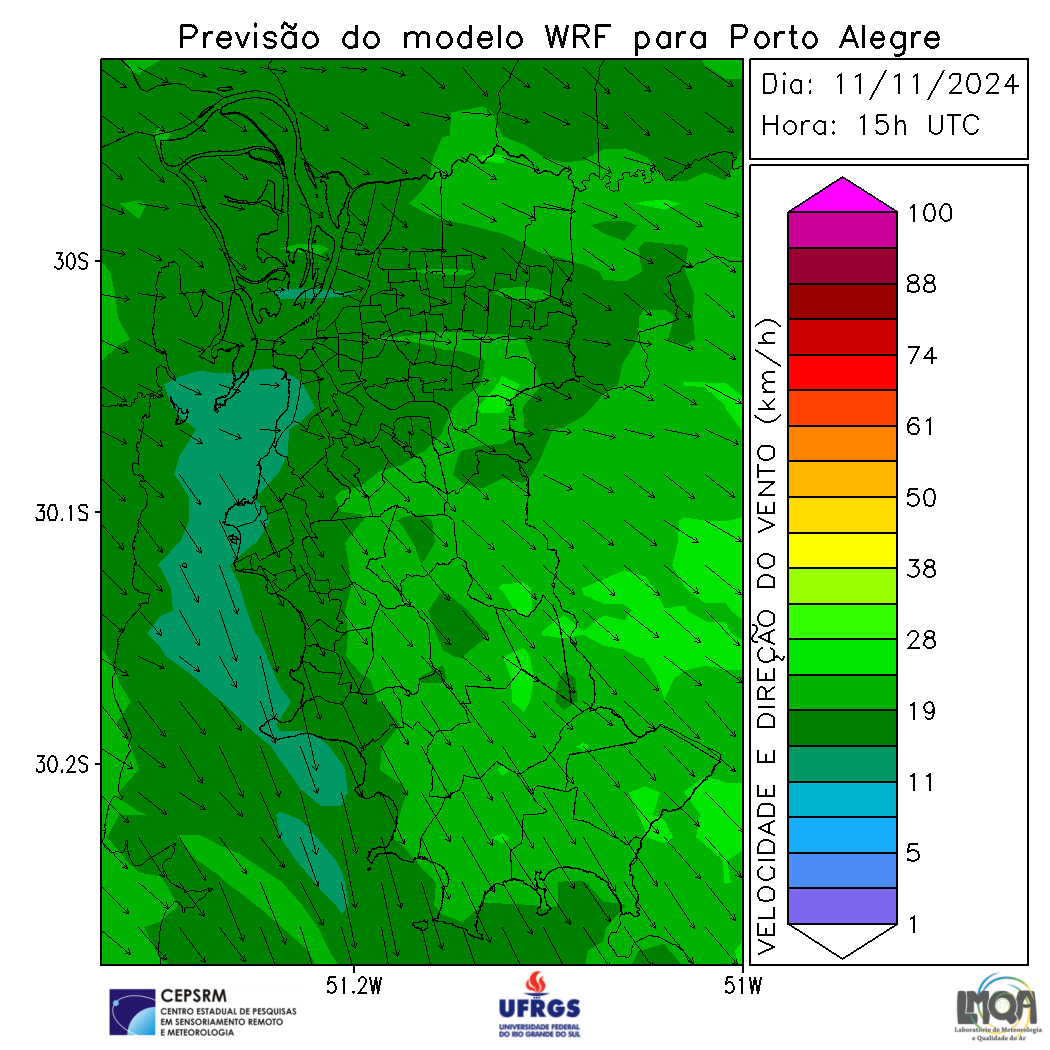 Previsão do modelo WRF para Porto Alegre
Dia: 11/11/2024
Hora: 15h UTC
30S
30.1S
30.2S
51.2W
51W
VELOCIDADE E DIREÇÃO DO VENTO (km/h)
100
88
74
61
50
38
28
19
11
5
1
CEPSRM
CENTRO ESTADUAL DE PESQUISAS
EM SENSORIAMENTO REMOTO
E METEOROLOGIA
UFRGS
UNIVERSIDADE FEDERAL
DO RIO GRANDE DO SUL
LMQA
Laboratório de Meteorologia
e Qualidade do Ar